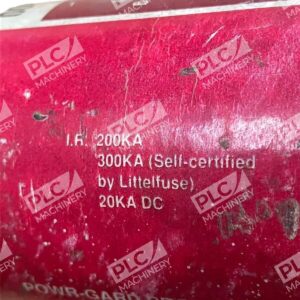 I.R. 200KA
300KA (Self-certified
by Littelfuse)
20KA DC
POWR-GARD
PLC MACHINERY